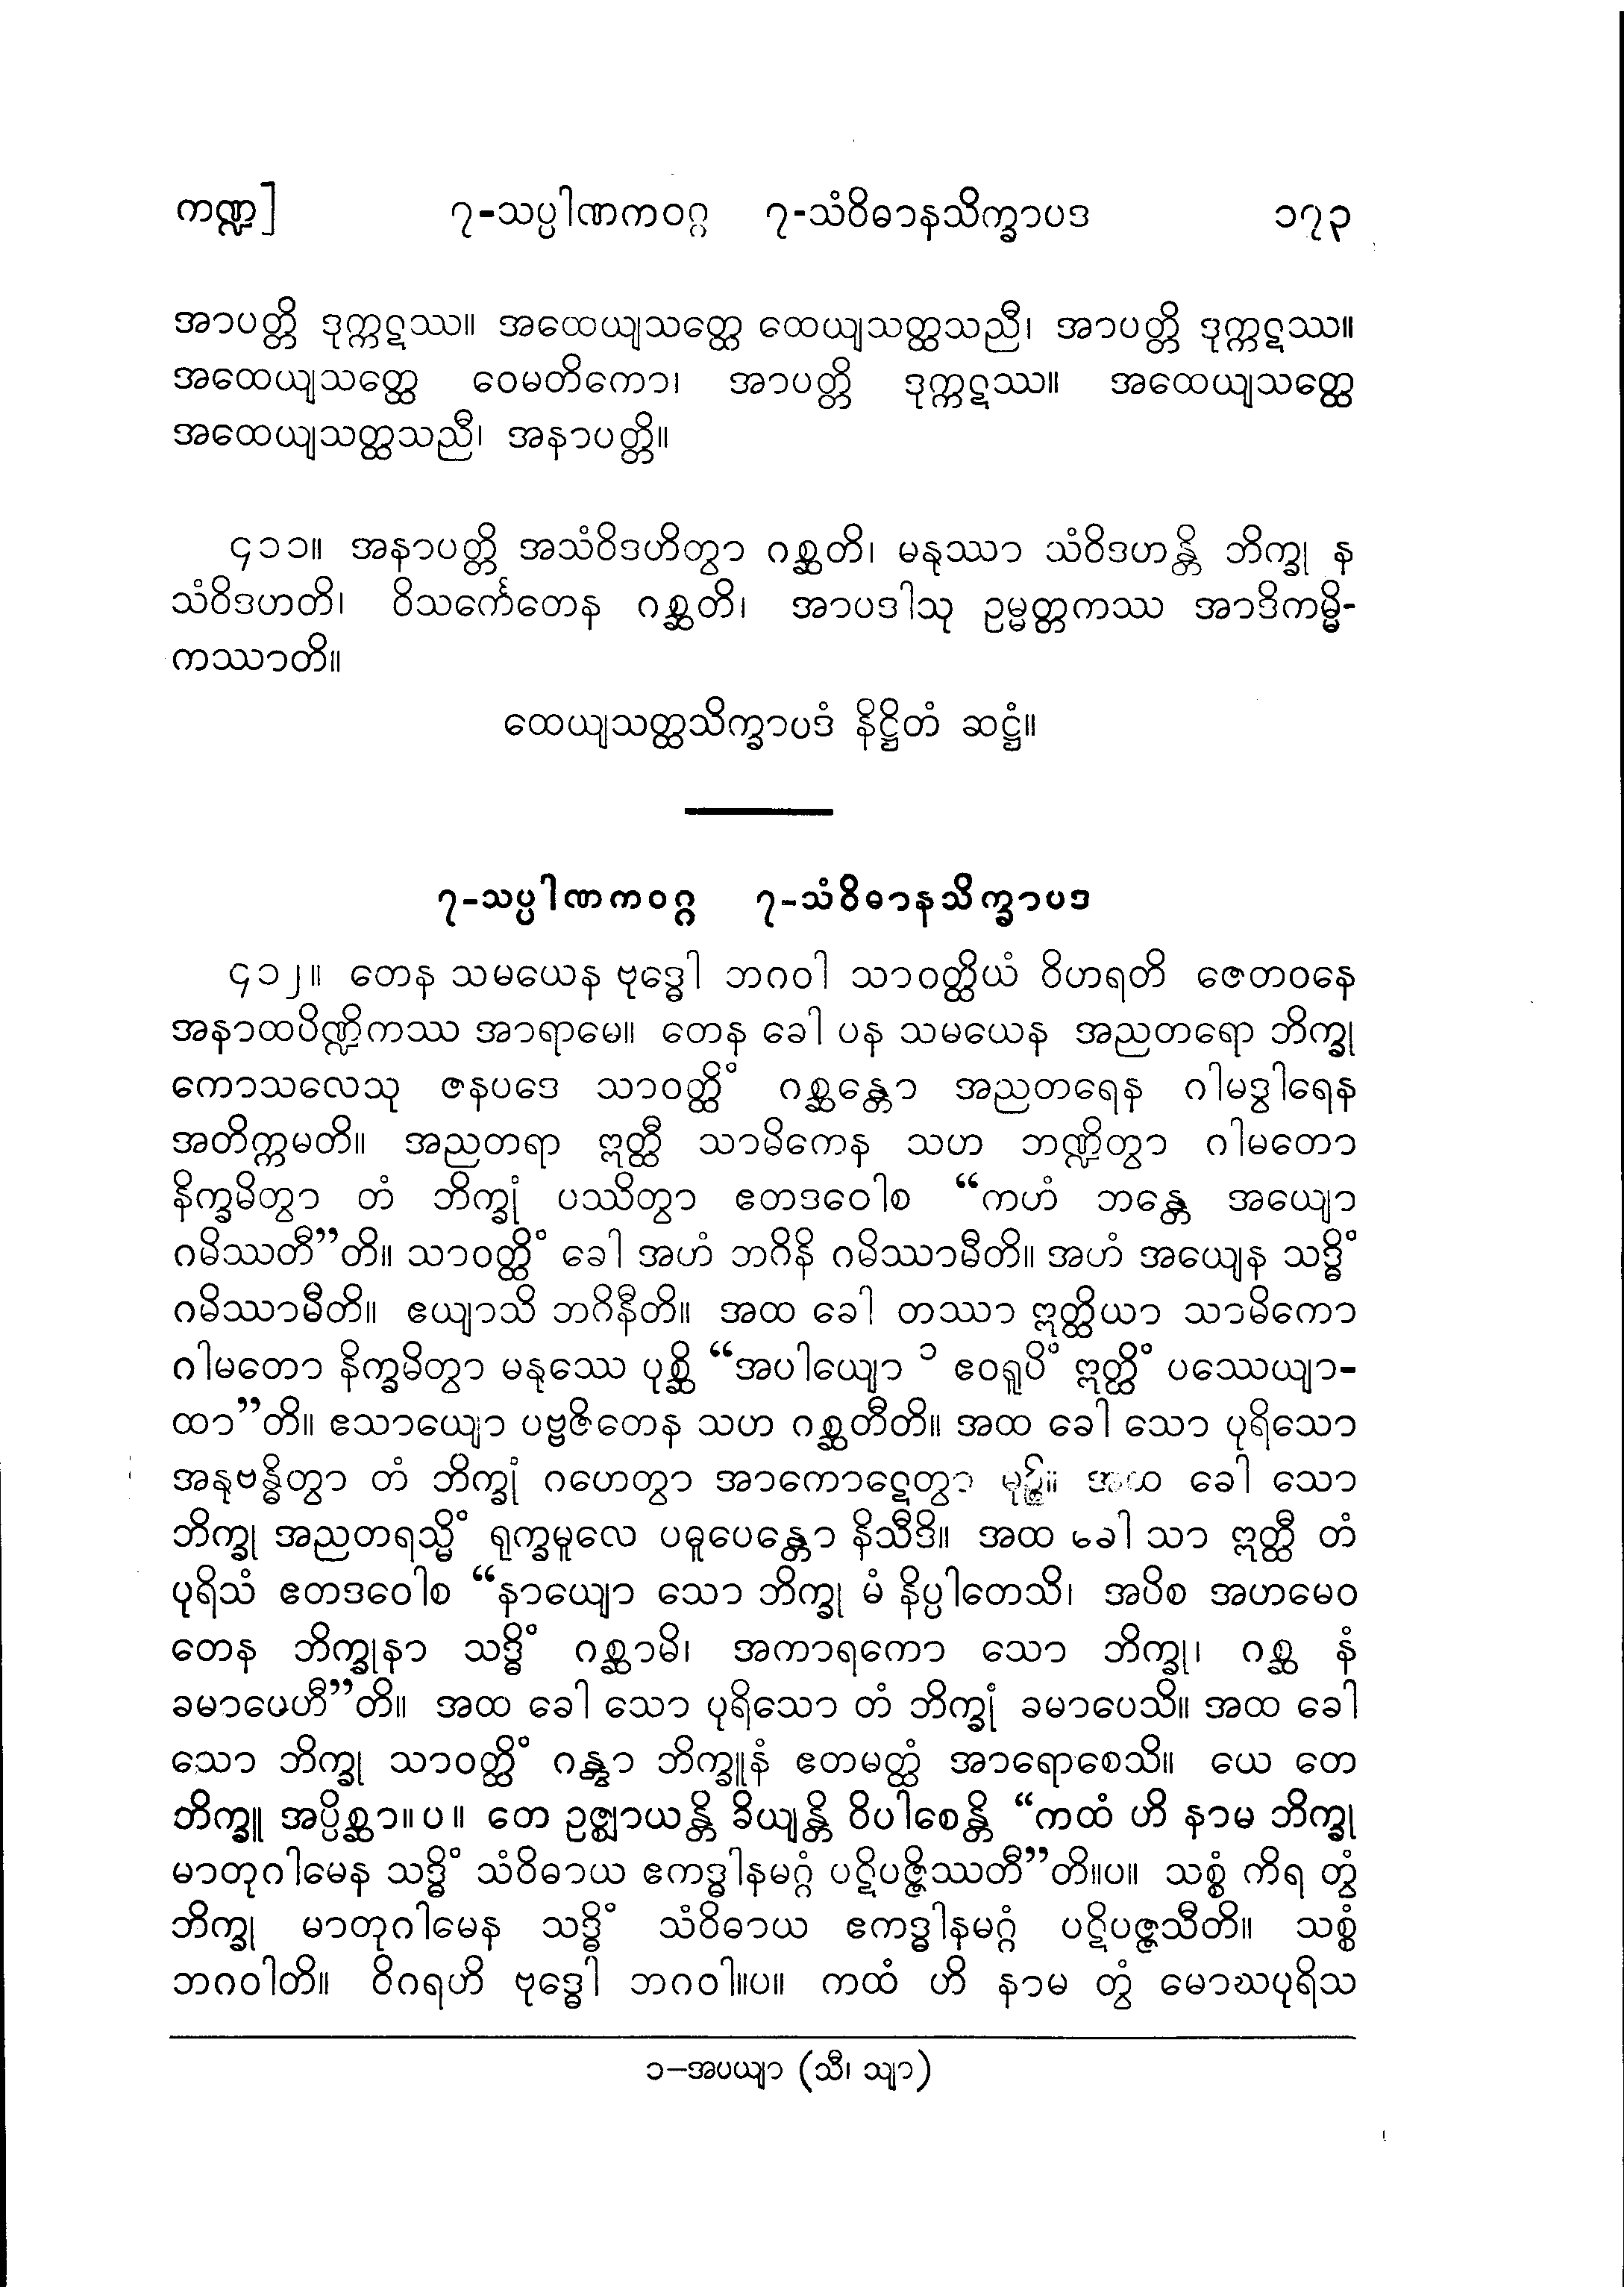 ကဏ္ဍ] ၇-သပ္ပါဏကဝဂ္ဂ ၇-သံဝိဓာနသိက္ခာပဒ ၁၇၃
အာပတ္တိ ဒုက္ကဋဿ။ အထေယျသတ္ထေ ထေယျသတ္ထသညီ၊ အာပတ္တိ ဒုက္ကဋဿ။
အထေယျသတ္ထေ ဝေမတိကော၊ အာပတ္တိ ဒုက္ကဋဿ။ အထေယျသတ္ထေ
အထေယျသတ္ထသညီ၊ အနာပတ္တိ။
၄၁၁။ အနာပတ္တိ အသံဝိဒဟိတွာ ဂစ္ဆတိ၊ မနုဿာ သံဝိဒဟန္တိ ဘိက္ခု န
သံဝိဒဟတိ၊ ဝိသင်္ကေတေန ဂစ္ဆတိ၊ အာပဒါသု ဥမ္မတ္တကဿ အာဒိကမ္မိ-
ကဿာတိ။
ထေယျသတ္ထသိက္ခာပဒံ နိဋ္ဌိတံ ဆဋ္ဌံ။
၇-သပ္ပါဏကဝဂ္ဂ ၇-သံဝိဓာနသိက္ခာပဒ
၄၁၂။ တေန သမယေန ဗုဒ္ဓေါ ဘဂဝါ သာဝတ္ထိယံ ဝိဟရတိ ဇေတဝနေ
အနာထပိဏ္ဍိကဿ အာရာမေ။ တေန ခေါ ပန သမယေန အညတရော ဘိက္ခု
ကောသလေသု ဇနပဒေ သာဝတ္ထိံ ဂစ္ဆန္တော အညတရေန ဂါမဒွါရေန
အတိက္ကမတိ။ အညတရာ ဣတ္ထီ သာမိကေန သဟ ဘဏ္ဍိတွာ ဂါမတော
နိက္ခမိတွာ တံ ဘိက္ခုံ ပဿိတွာ ဧတဒဝေါစ “ကဟံ ဘန္တေ အယျော
ဂမိဿတီ”တိ။ သာဝတ္ထိံ ခေါ အဟံ ဘဂိနိ ဂမိဿာမီတိ။ အဟံ အယျေန သဒ္ဓိံ
ဂမိဿာမီတိ။ ဧယျာသိ ဘဂိနီတိ။ အထ ခေါ တဿာ ဣတ္ထိယာ သာမိကော
ဂါမတော နိက္ခမိတွာ မနုဿေ ပုစ္ဆိ “အပါယျော ၁ ဧဝရူပိံ ဣတ္ထိံ ပဿေယျာ-
ထာ”တိ။ ဧသာယျော ပဗ္ဗဇိတေန သဟ ဂစ္ဆတီတိ။ အထ ခေါ သော ပုရိသော
အနုဗန္ဓိတွာ တံ ဘိက္ခုံ ဂဟေတွာ အာကောဋေတွာ မုဉ္စိ။ အထ ခေါ သော
ဘိက္ခု အညတရသ္မိံ ရုက္ခမူလေ ပဓူပေန္တော နိသီဒိ။ အထ ခေါ သာ ဣတ္ထီ တံ
ပုရိသံ ဧတဒဝေါစ “နာယျော သော ဘိက္ခု မံ နိပ္ပါတေသိ၊ အပိစ အဟမေဝ
တေန ဘိက္ခုနာ သဒ္ဓိံ ဂစ္ဆာမိ၊ အကာရကော သော ဘိက္ခု၊ ဂစ္ဆ နံ
ခမာပေဟီ”တိ။ အထ ခေါ သော ပုရိသော တံ ဘိက္ခုံ ခမာပေသိ။ အထ ခေါ
သော ဘိက္ခု သာဝတ္ထိံ ဂန္တွာ ဘိက္ခူနံ ဧတမတ္ထံ အာရောစေသိ။ ယေ တေ
ဘိက္ခူ အပ္ပိစ္ဆာ။ပ။ တေ ဥဇ္ဈာယန္တိ ခိယျန္တိ ဝိပါစေန္တိ “ကထံ ဟိ နာမ ဘိက္ခု
မာတုဂါမေန သဒ္ဓိံ သံဝိဓာယ ဧကဒ္ဓါနမဂ္ဂံ ပဋိပဇ္ဇိဿတီ”တိ။ပ။ သစ္စံ ကိရ တွံ
ဘိက္ခု မာတုဂါမေန သဒ္ဓိံ သံဝိဓာယ ဧကဒ္ဓါနမဂ္ဂံ ပဋိပဇ္ဇသီတိ။ သစ္စံ
ဘဂဝါတိ။ ဝိဂရဟိ ဗုဒ္ဓေါ ဘဂဝါ။ပ။ ကထံ ဟိ နာမ တွံ မောဃပုရိသ
၁-အပယျာ (သီ၊ သျာ)